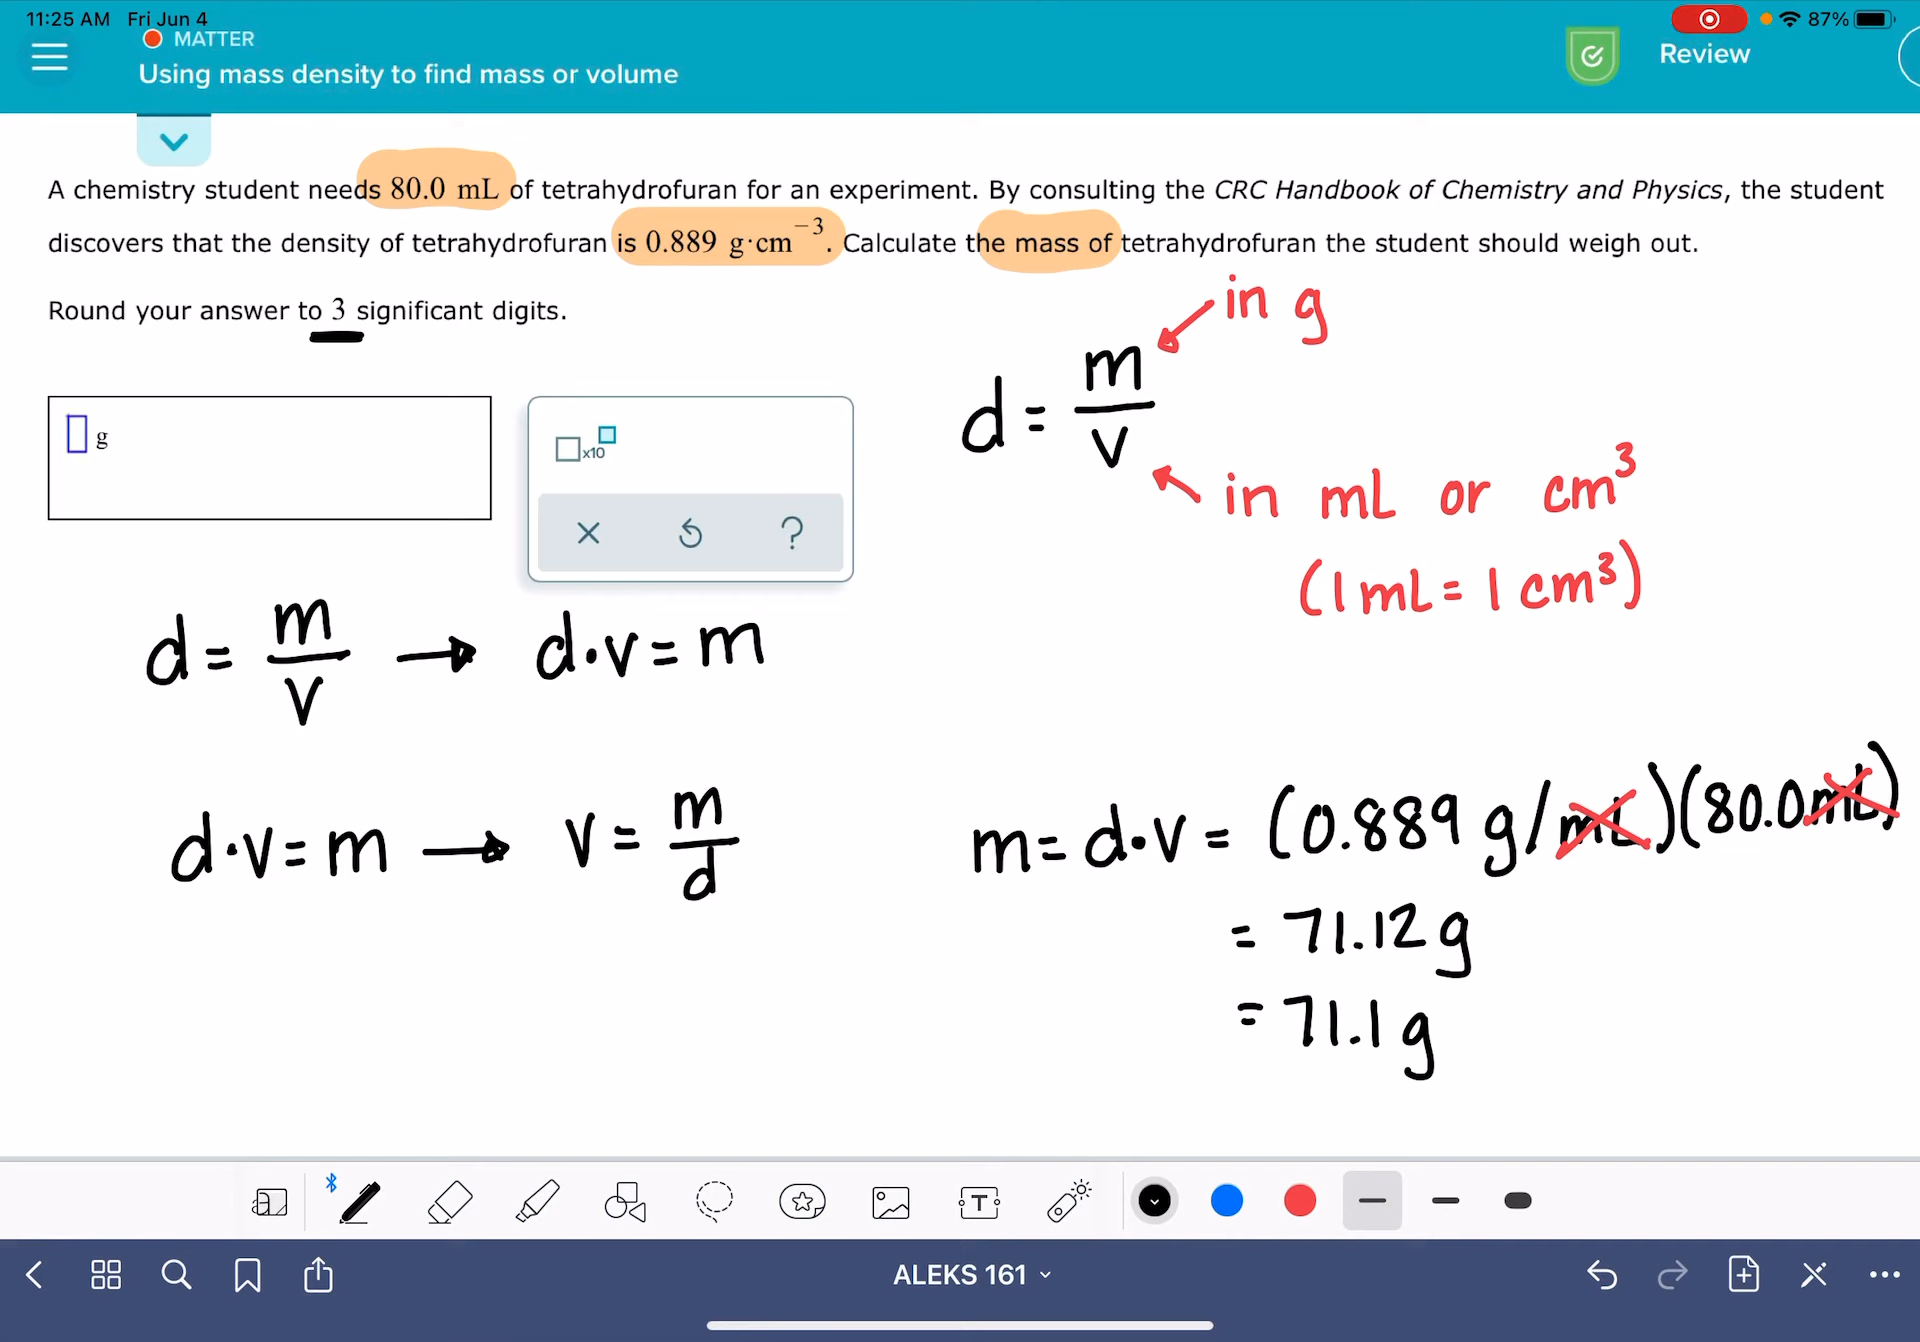 11:25 AM Fri Jun 4
87%
MATTER
Using mass density to find mass or volume
Review
A chemistry student needs 80.0 mL of tetrahydrofuran for an experiment. By consulting the CRC Handbook of Chemistry and Physics, the student
discovers that the density of tetrahydrofuran is 0.889 g·cm⁻³. Calculate the mass of tetrahydrofuran the student should weigh out.
Round your answer to 3 significant digits.
in g
d = m/v
in mL or cm³
(1 mL = 1 cm³)
g
x10
?
d = m/v → d·v = m
d·v = m → v = m/d
m = d·v = (0.889 g/mL)(80.0 mL)
= 71.12 g
= 71.1 g
a
T
ALEKS 161